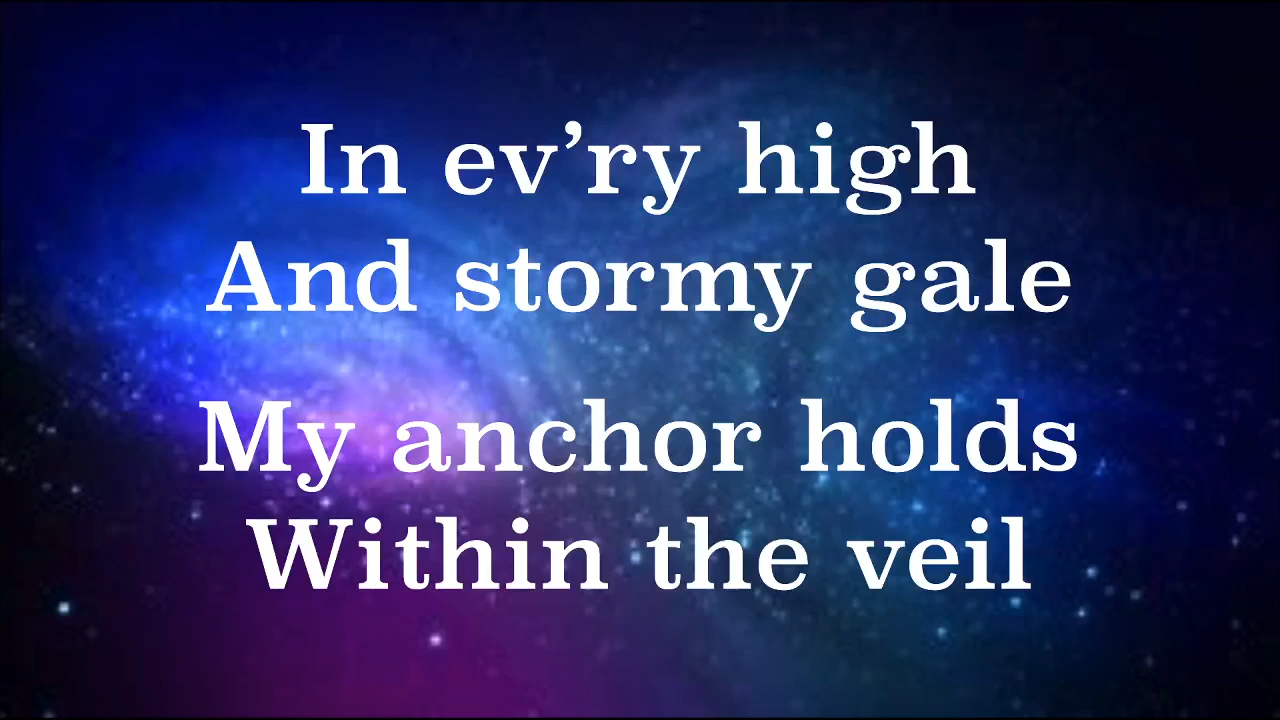 In ev’ry high
And stormy gale
My anchor holds
Within the veil